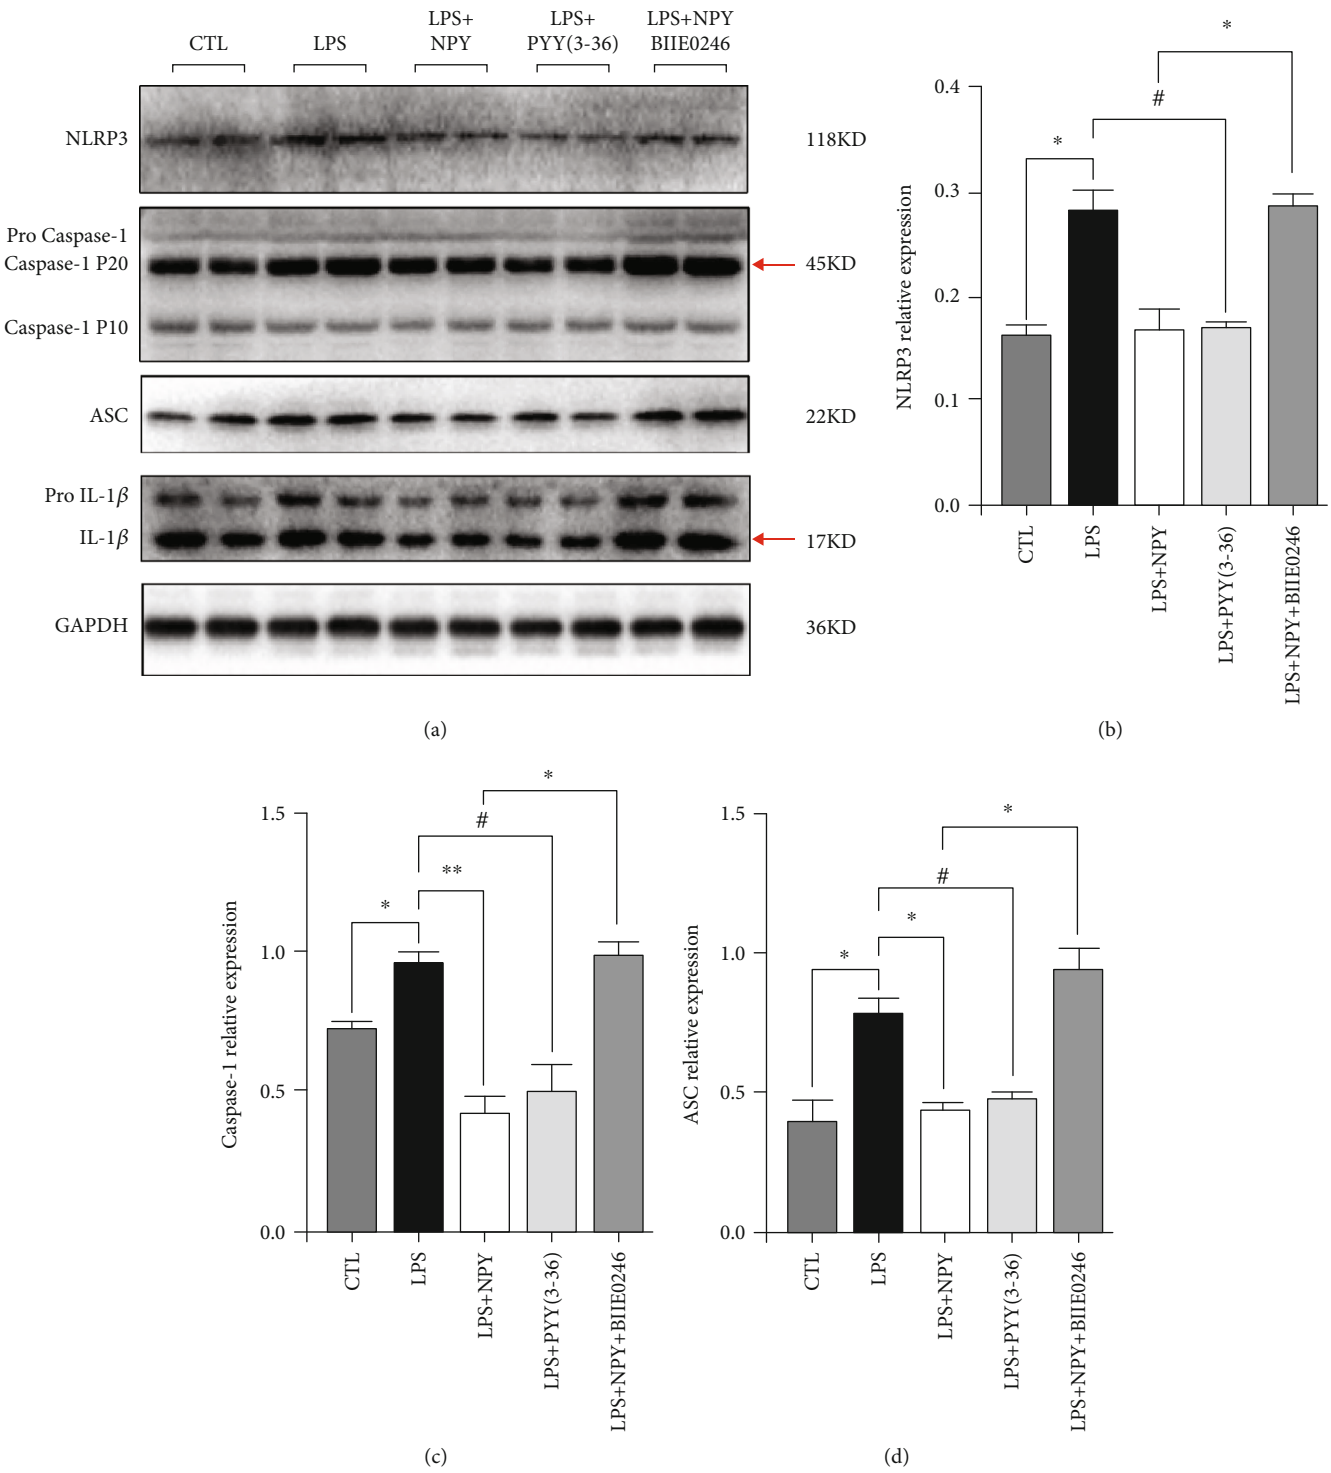 CTL
LPS
LPS+
NPY
LPS+
PYY(3-36)
LPS+NPY
BIIE0246
NLRP3
118KD
Pro Caspase-1
Caspase-1 P20
45KD
Caspase-1 P10
ASC
22KD
Pro IL-1β
IL-1β
17KD
GAPDH
36KD
(a)
NLRP3 relative expression
0.4
0.3
0.2
0.1
0.0
*
#
*
CTL
LPS
LPS+NPY
LPS+PYY(3-36)
LPS+NPY+BIIE0246
(b)
Caspase-1 relative expression
1.5
1.0
0.5
0.0
*
#
**
*
CTL
LPS
LPS+NPY
LPS+PYY(3-36)
LPS+NPY+BIIE0246
(c)
ASC relative expression
1.5
1.0
0.5
0.0
*
#
*
*
CTL
LPS
LPS+NPY
LPS+PYY(3-36)
LPS+NPY+BIIE0246
(d)